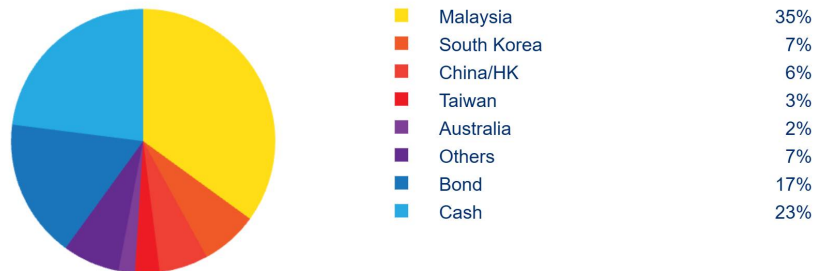 Malaysia 35%
South Korea 7%
China/HK 6%
Taiwan 3%
Australia 2%
Others 7%
Bond 17%
Cash 23%